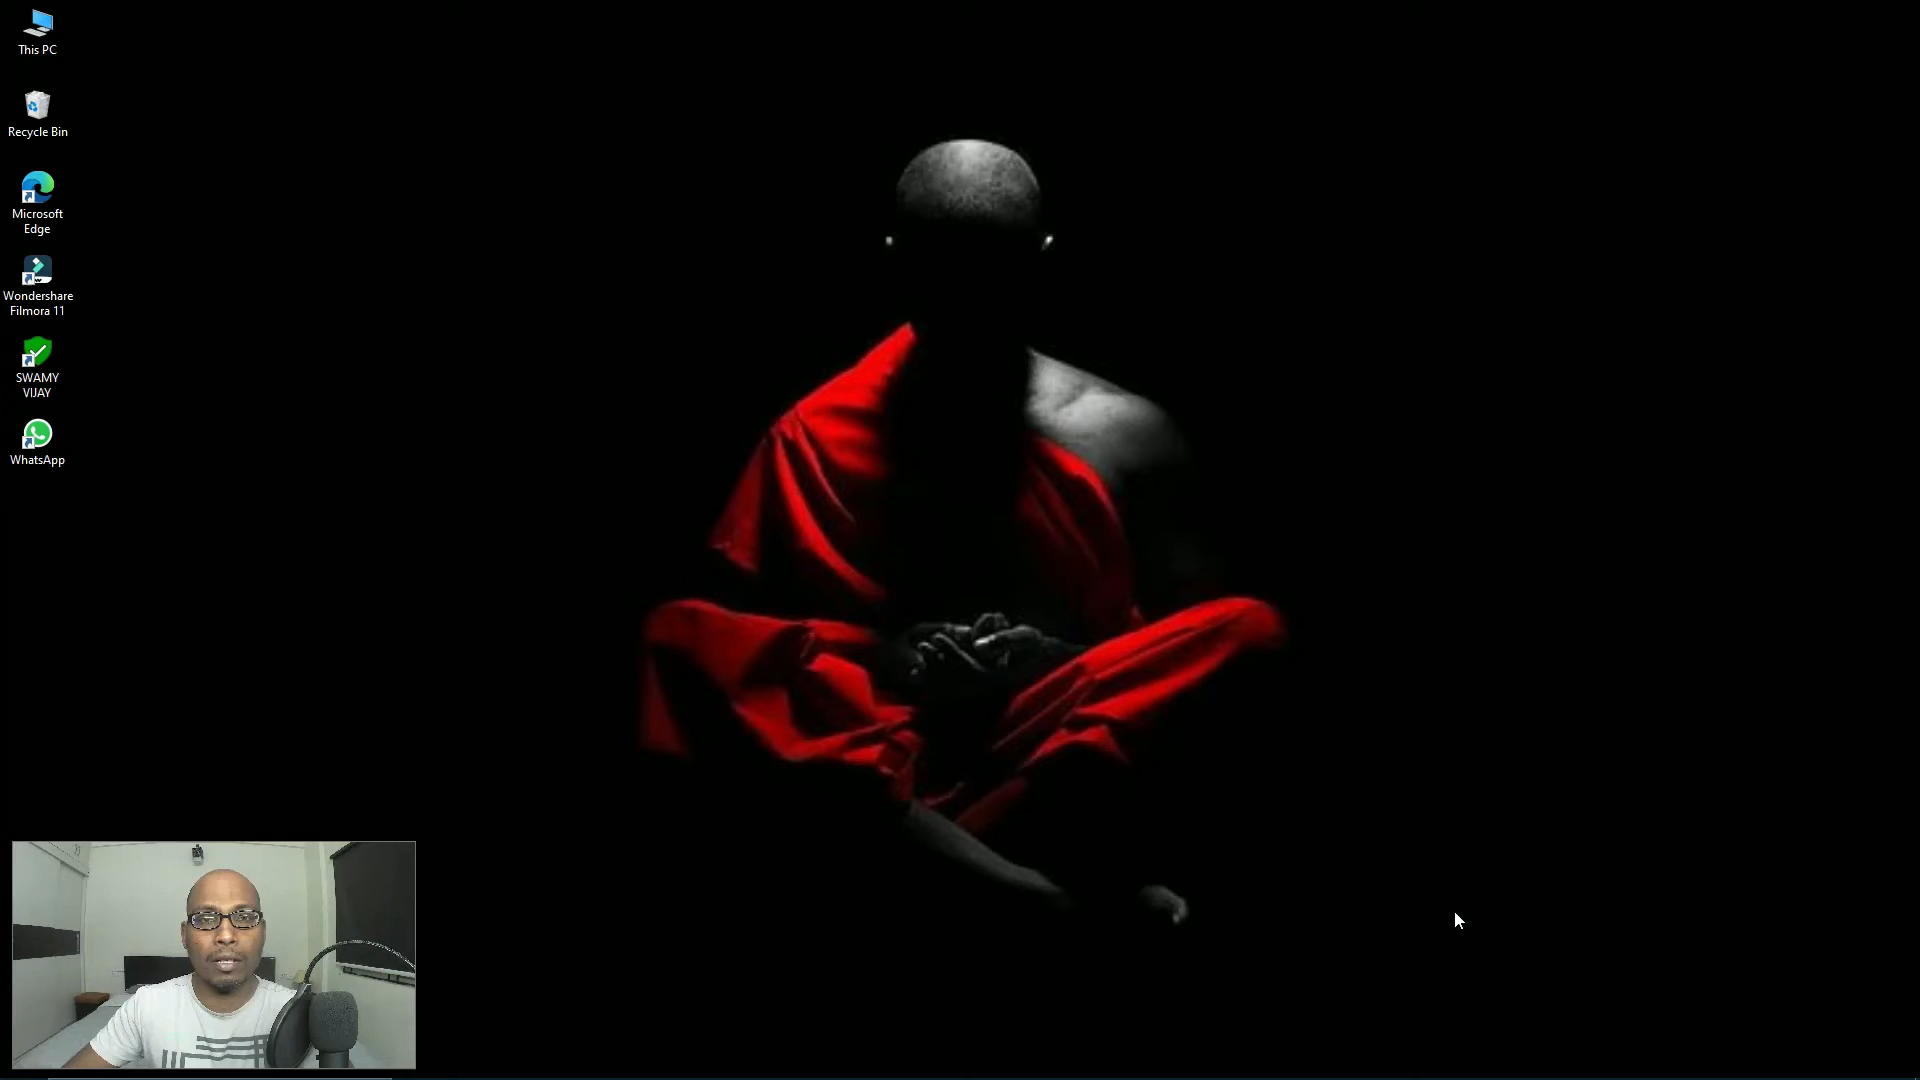 This PC
Recycle Bin
Microsoft
Edge
Wondershare
Filmora 11
SWAMY
VIJAY
WhatsApp